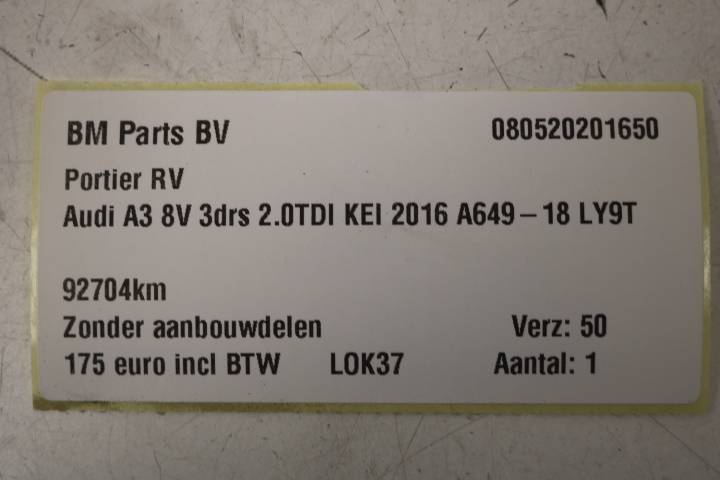 BM Parts BV 080520201650
Portier RV
Audi A3 8V 3drs 2.0TDI KEI 2016 A649-18 LY9T
92704km
Zonder aanbouwdelen Verz: 50
175 euro incl BTW LOK37 Aantal: 1